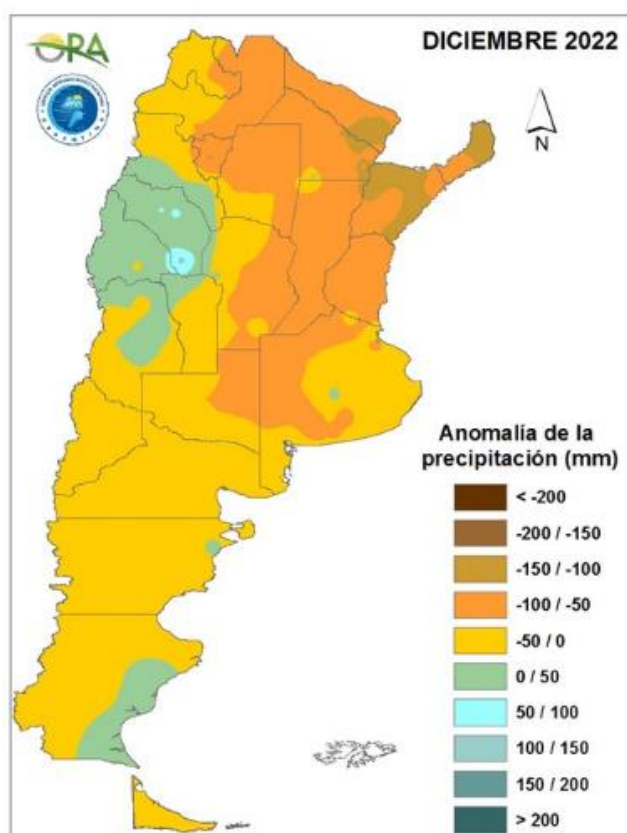 ORA
DICIEMBRE 2022
N
Anomalía de la
precipitación (mm)
< -200
-200 / -150
-150 / -100
-100 / -50
-50 / 0
0 / 50
50 / 100
100 / 150
150 / 200
> 200